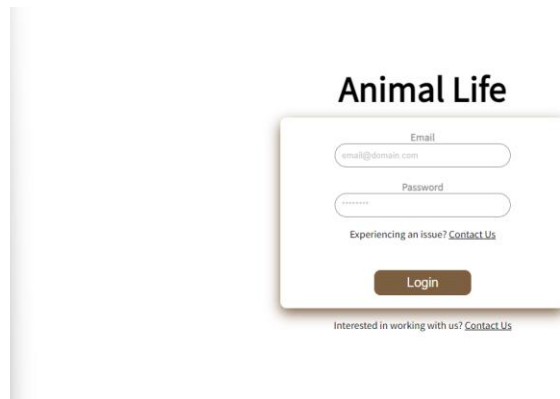 Animal Life
Email
email@domain.com
Password
********
Experiencing an issue? Contact Us
Login
Interested in working with us? Contact Us